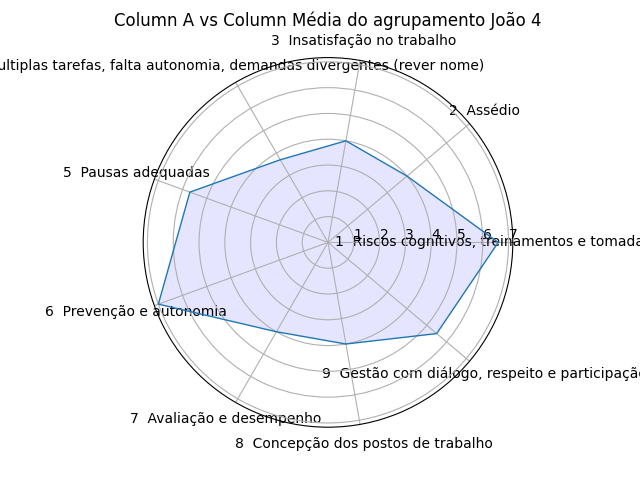 Column A vs Column Média do agrupamento João 4
3  Insatisfação no trabalho
tarefas, falta autonomia, demandas divergentes (rever nome)
2  Assédio
5  Pausas adequadas
1 2 3 4 5 6 7
1  Riscos cognitivos, treinamentos e
6  Prevenção e autonomia
9  Gestão com diálogo, respeito e participação
7  Avaliação e desempenho
8  Concepção dos postos de trabalho